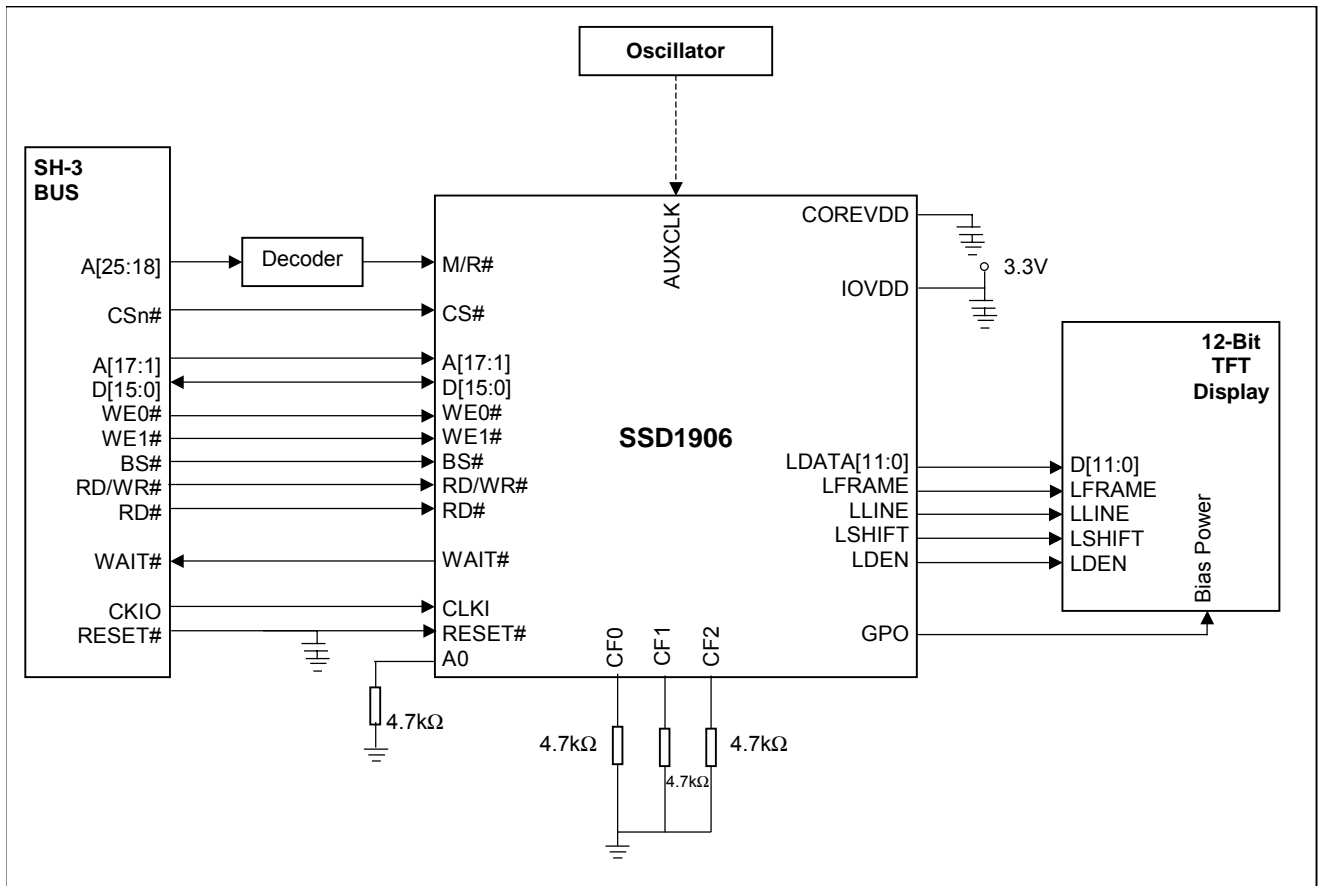 Oscillator
SH-3
BUS
A[25:18]
CSn#
A[17:1]
D[15:0]
WE0#
WE1#
BS#
RD/WR#
RD#
WAIT#
CKIO
RESET#
Decoder
AUXCLK
M/R#
CS#
A[17:1]
D[15:0]
WE0#
WE1#
BS#
RD/WR#
RD#
WAIT#
CLKI
RESET#
A0
SSD1906
COREVDD
IOVDD
3.3V
LDATA[11:0]
LFRAME
LLINE
LSHIFT
LDEN
GPO
CF0
CF1
CF2
12-Bit
TFT
Display
D[11:0]
LFRAME
LLINE
LSHIFT
LDEN
Bias Power
4.7kΩ
4.7kΩ
4.7kΩ
4.7kΩ